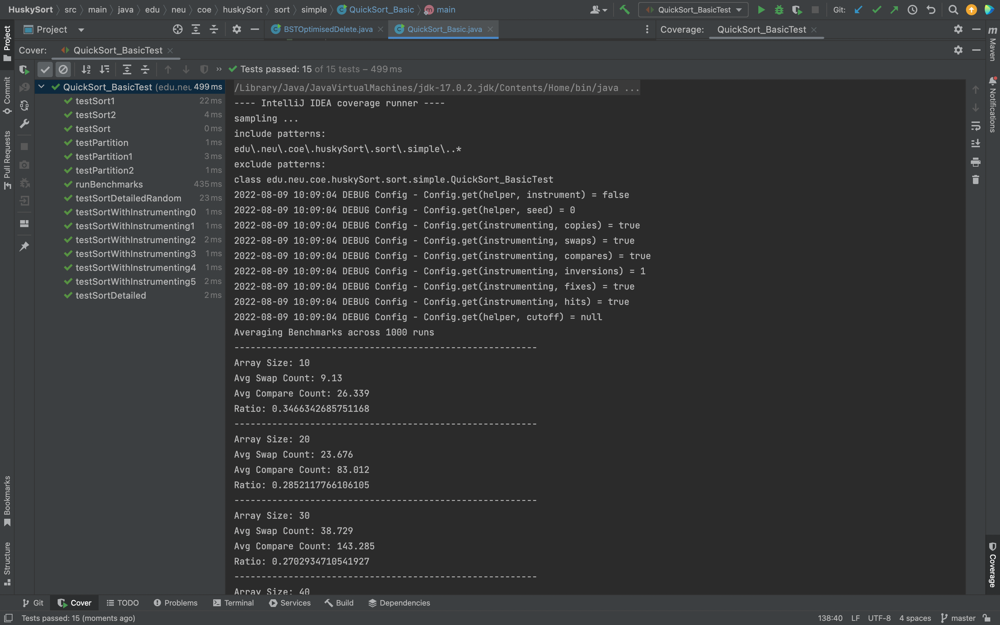 HuskySort 〉 src 〉 main 〉 java 〉 edu 〉 neu 〉 coe 〉 huskySort 〉 sort 〉 simple 〉 QuickSort_Basic 〉 main
QuickSort_BasicTest
Git:
Project
BSTOptimisedDelete.java
QuickSort_Basic.java
Coverage: QuickSort_BasicTest
Cover: QuickSort_BasicTest
Tests passed: 15 of 15 tests – 499 ms
QuickSort_BasicTest (edu.neu 499 ms
testSort1 22 ms
testSort2 4 ms
testSort 0 ms
testPartition 1 ms
testPartition1 3 ms
testPartition2 1 ms
runBenchmarks 435 ms
testSortDetailedRandom 23 ms
testSortWithInstrumenting0 1 ms
testSortWithInstrumenting1 1 ms
testSortWithInstrumenting2 2 ms
testSortWithInstrumenting3 1 ms
testSortWithInstrumenting4 1 ms
testSortWithInstrumenting5 2 ms
testSortDetailed 2 ms
/Library/Java/JavaVirtualMachines/jdk-17.0.2.jdk/Contents/Home/bin/java ...
---- IntelliJ IDEA coverage runner ----
sampling ...
include patterns:
edu\.neu\.coe\.huskySort\.sort\.simple\..*
exclude patterns:
class edu.neu.coe.huskySort.sort.simple.QuickSort_BasicTest
2022-08-09 10:09:04 DEBUG Config - Config.get(helper, instrument) = false
2022-08-09 10:09:04 DEBUG Config - Config.get(helper, seed) = 0
2022-08-09 10:09:04 DEBUG Config - Config.get(instrumenting, copies) = true
2022-08-09 10:09:04 DEBUG Config - Config.get(instrumenting, swaps) = true
2022-08-09 10:09:04 DEBUG Config - Config.get(instrumenting, compares) = true
2022-08-09 10:09:04 DEBUG Config - Config.get(instrumenting, inversions) = 1
2022-08-09 10:09:04 DEBUG Config - Config.get(instrumenting, fixes) = true
2022-08-09 10:09:04 DEBUG Config - Config.get(instrumenting, hits) = true
2022-08-09 10:09:04 DEBUG Config - Config.get(helper, cutoff) = null
Averaging Benchmarks across 1000 runs
--------------------------------------------------------
Array Size: 10
Avg Swap Count: 9.13
Avg Compare Count: 26.339
Ratio: 0.3466342685751168
--------------------------------------------------------
Array Size: 20
Avg Swap Count: 23.676
Avg Compare Count: 83.012
Ratio: 0.2852117766106105
--------------------------------------------------------
Array Size: 30
Avg Swap Count: 38.729
Avg Compare Count: 143.285
Ratio: 0.2702934710541927
--------------------------------------------------------
Array Size: 40
Project
Commit
Pull Requests
Bookmarks
Structure
Maven
Notifications
Coverage
Git
Cover
TODO
Problems
Terminal
Services
Build
Dependencies
Tests passed: 15 (moments ago)
138:40 LF UTF-8 4 spaces master